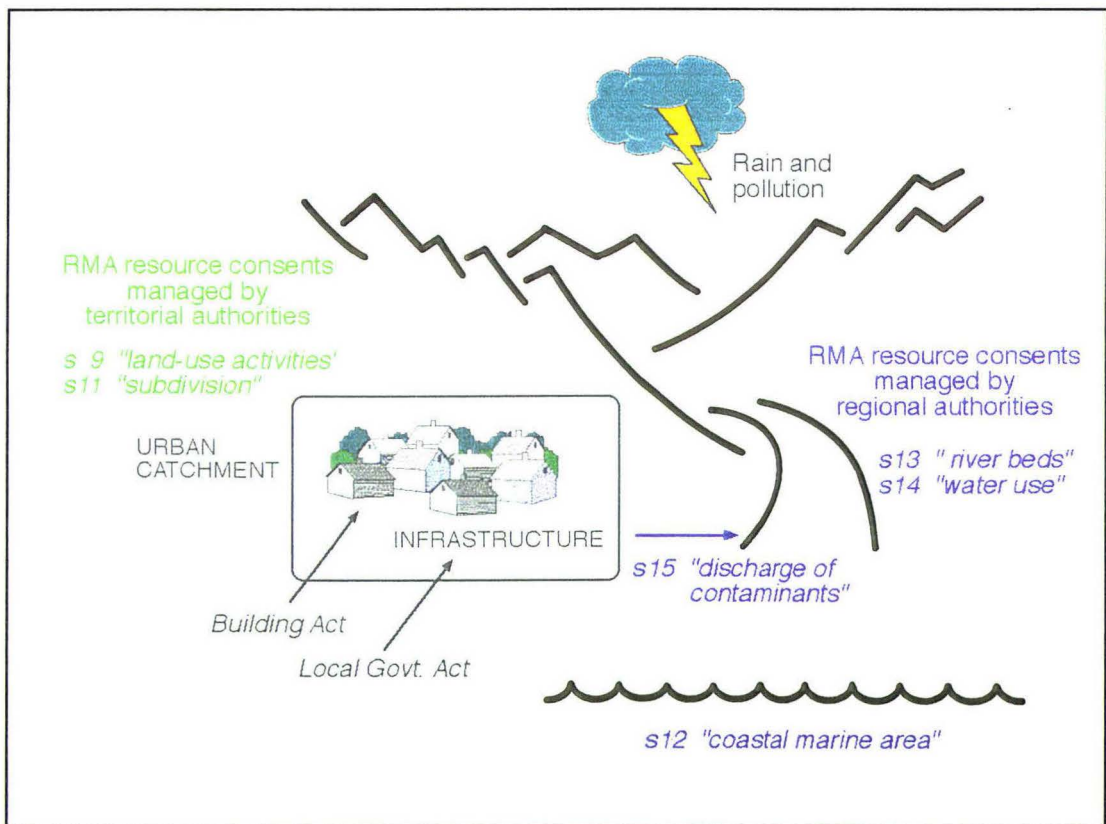 Rain and
pollution
RMA resource consents
managed by
territorial authorities
s 9 "land-use activities'
s11 "subdivision"
RMA resource consents
managed by
regional authorities
s13 "river beds"
s14 "water use"
URBAN
CATCHMENT
INFRASTRUCTURE
s15 "discharge of
contaminants"
Building Act
Local Govt. Act
s12 "coastal marine area"